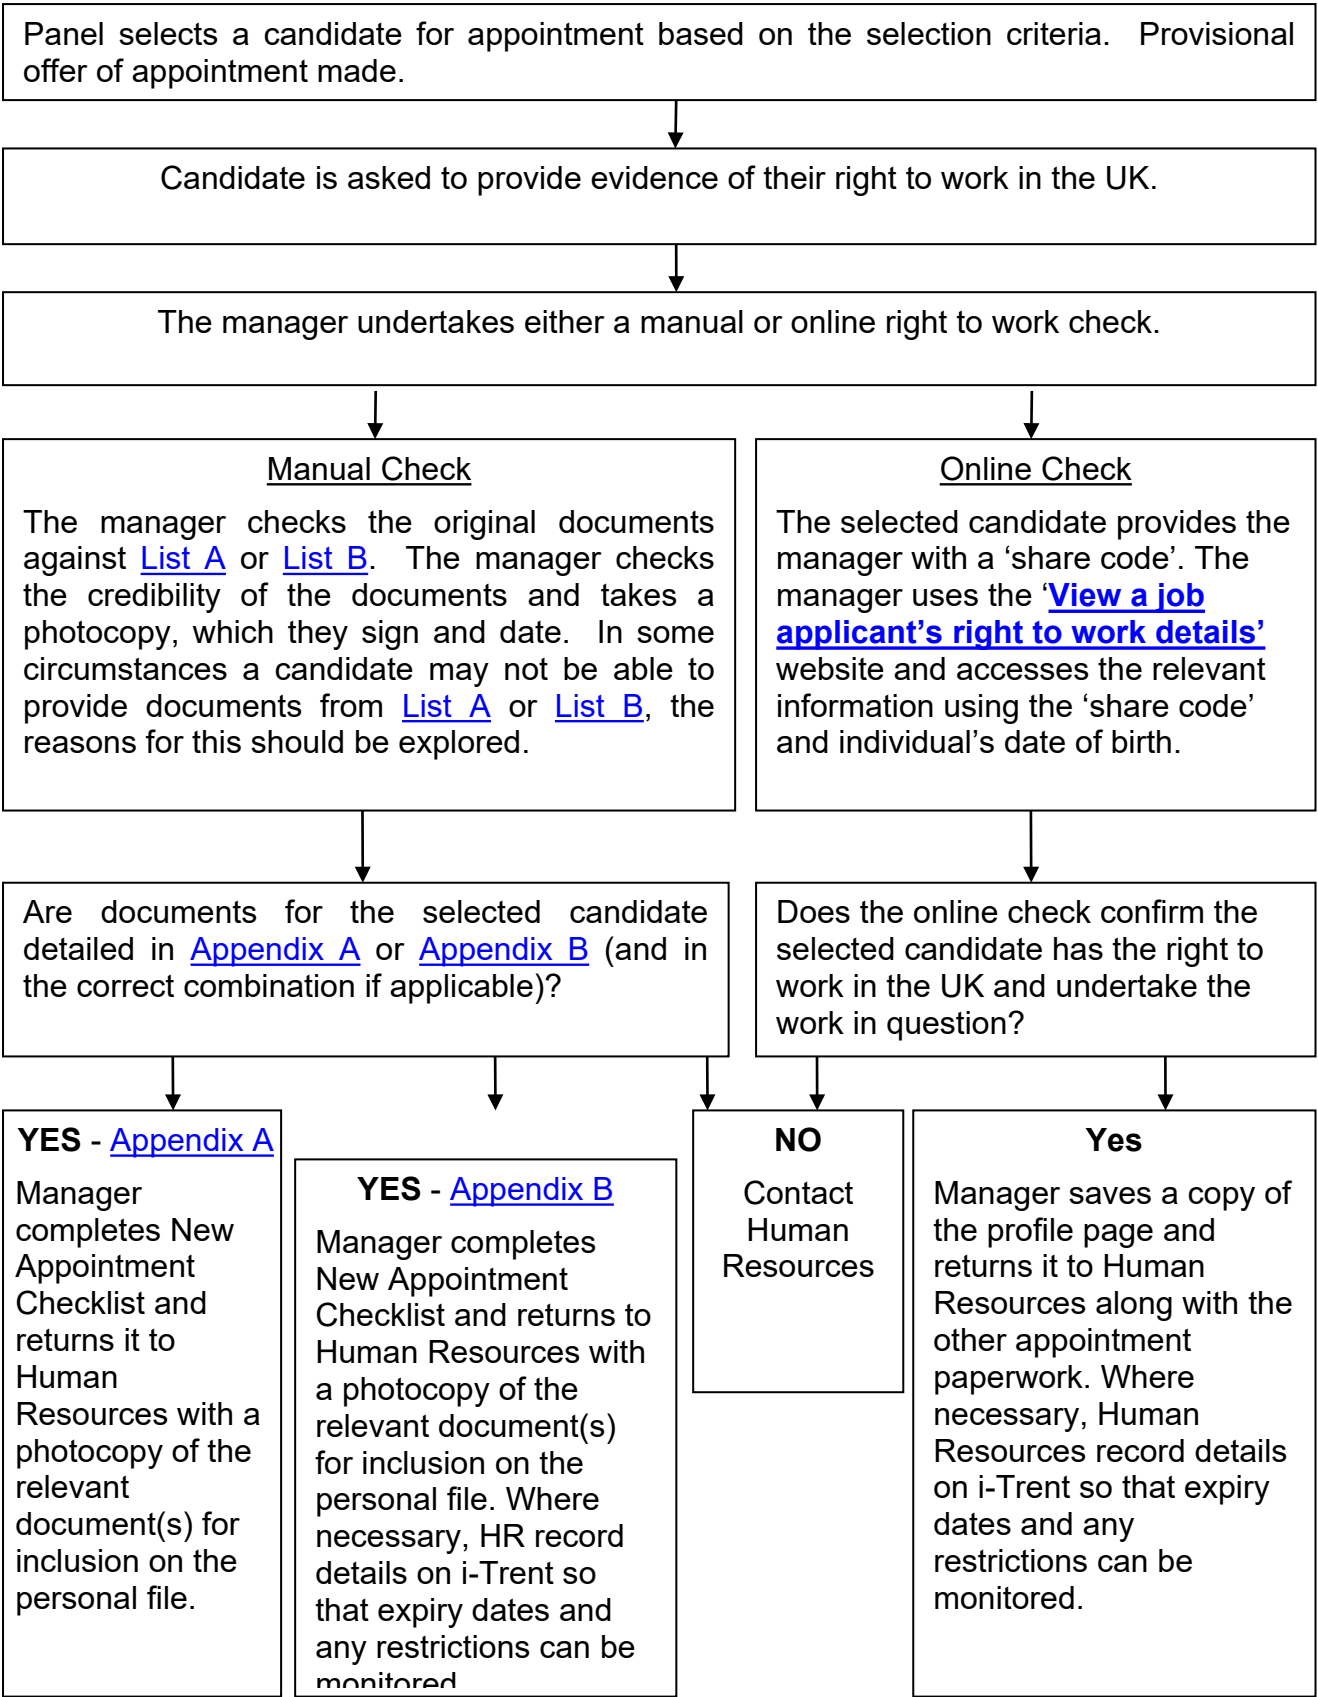 Panel selects a candidate for appointment based on the selection criteria. Provisional
offer of appointment made.
Candidate is asked to provide evidence of their right to work in the UK.
The manager undertakes either a manual or online right to work check.
Manual Check
The manager checks the original documents
against List A or List B. The manager checks
the credibility of the documents and takes a
photocopy, which they sign and date. In some
circumstances a candidate may not be able to
provide documents from List A or List B, the
reasons for this should be explored.
Online Check
The selected candidate provides the
manager with a ‘share code’. The
manager uses the ‘View a job
applicant’s right to work details’
website and accesses the relevant
information using the ‘share code’
and individual’s date of birth.
Are documents for the selected candidate
detailed in Appendix A or Appendix B (and in
the correct combination if applicable)?
Does the online check confirm the
selected candidate has the right to
work in the UK and undertake the
work in question?
YES - Appendix A
Manager
completes New
Appointment
Checklist and
returns it to
Human
Resources with a
photocopy of the
relevant
document(s) for
inclusion on the
personal file.
YES - Appendix B
Manager completes
New Appointment
Checklist and returns to
Human Resources with
a photocopy of the
relevant document(s)
for inclusion on the
personal file. Where
necessary, HR record
details on i-Trent so
that expiry dates and
any restrictions can be
monitored
NO
Contact
Human
Resources
Yes
Manager saves a copy of
the profile page and
returns it to Human
Resources along with the
other appointment
paperwork. Where
necessary, Human
Resources record details
on i-Trent so that expiry
dates and any
restrictions can be
monitored.